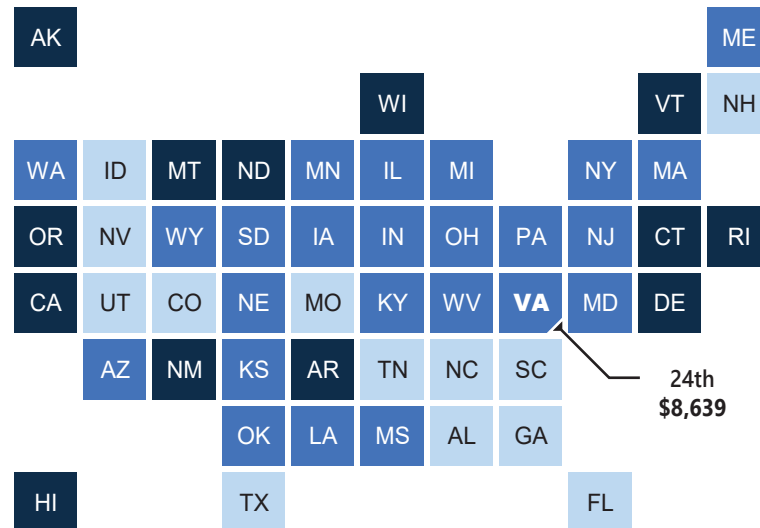 AK ME
WI VT NH
WA ID MT ND MN IL MI NY MA
OR NV WY SD IA IN OH PA NJ CT RI
CA UT CO NE MO KY WV VA MD DE
AZ NM KS AR TN NC SC
24th
$8,639
OK LA MS AL GA
HI TX FL